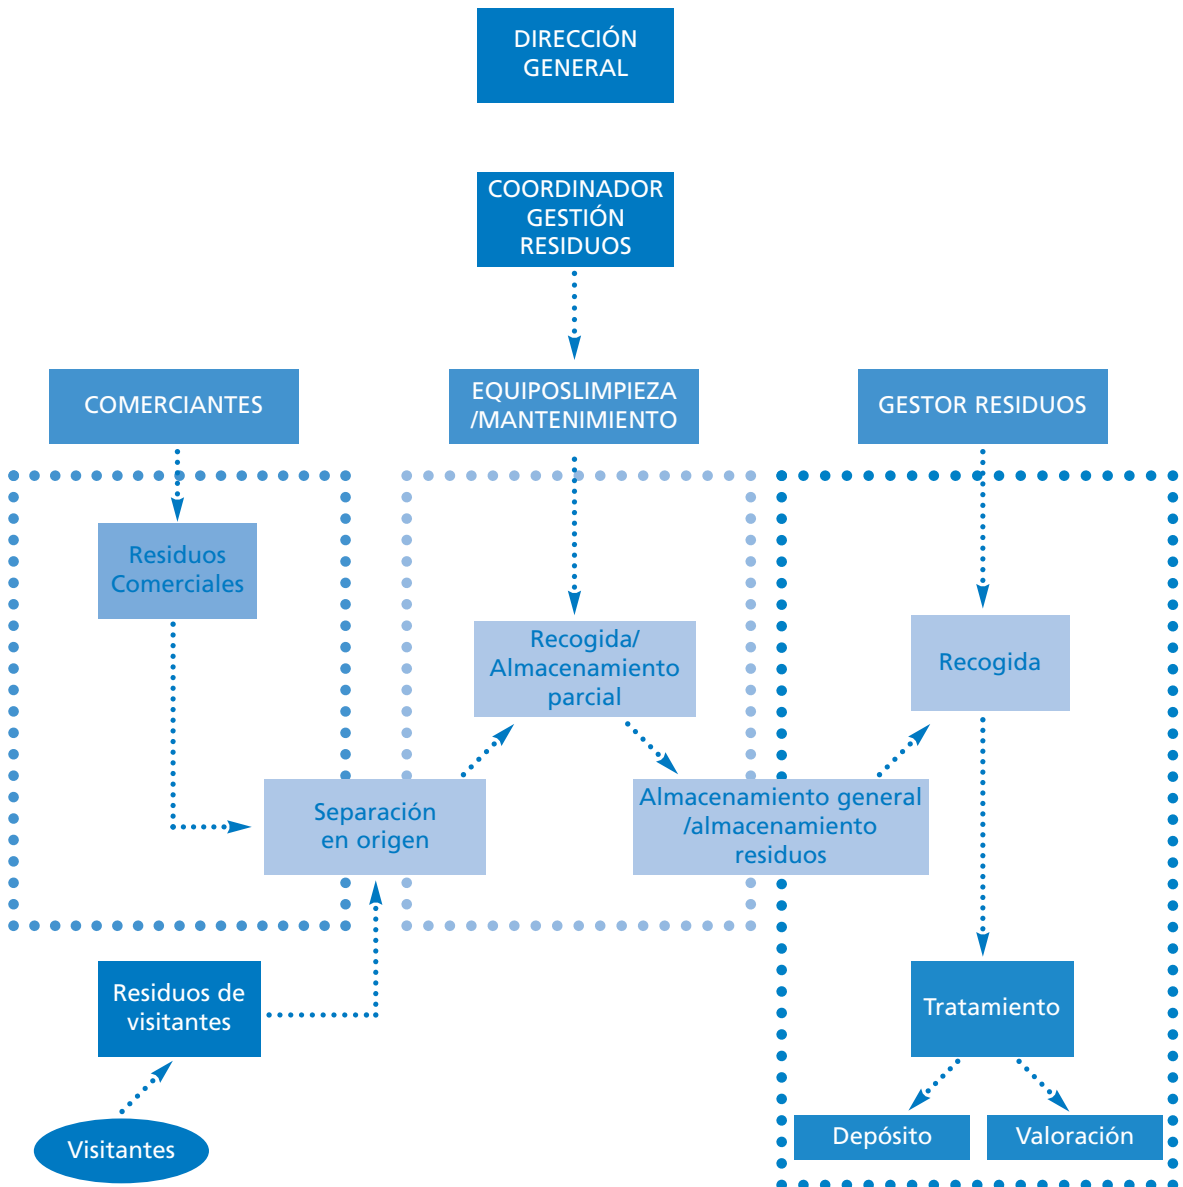 DIRECCIÓN
GENERAL
COORDINADOR
GESTIÓN
RESIDUOS
COMERCIANTES
EQUIPOSLIMPIEZA
/MANTENIMIENTO
GESTOR RESIDUOS
Residuos
Comerciales
Recogida/
Almacenamiento
parcial
Recogida
Separación
en origen
Almacenamiento general
/almacenamiento
residuos
Residuos de
visitantes
Tratamiento
Visitantes
Depósito
Valoración